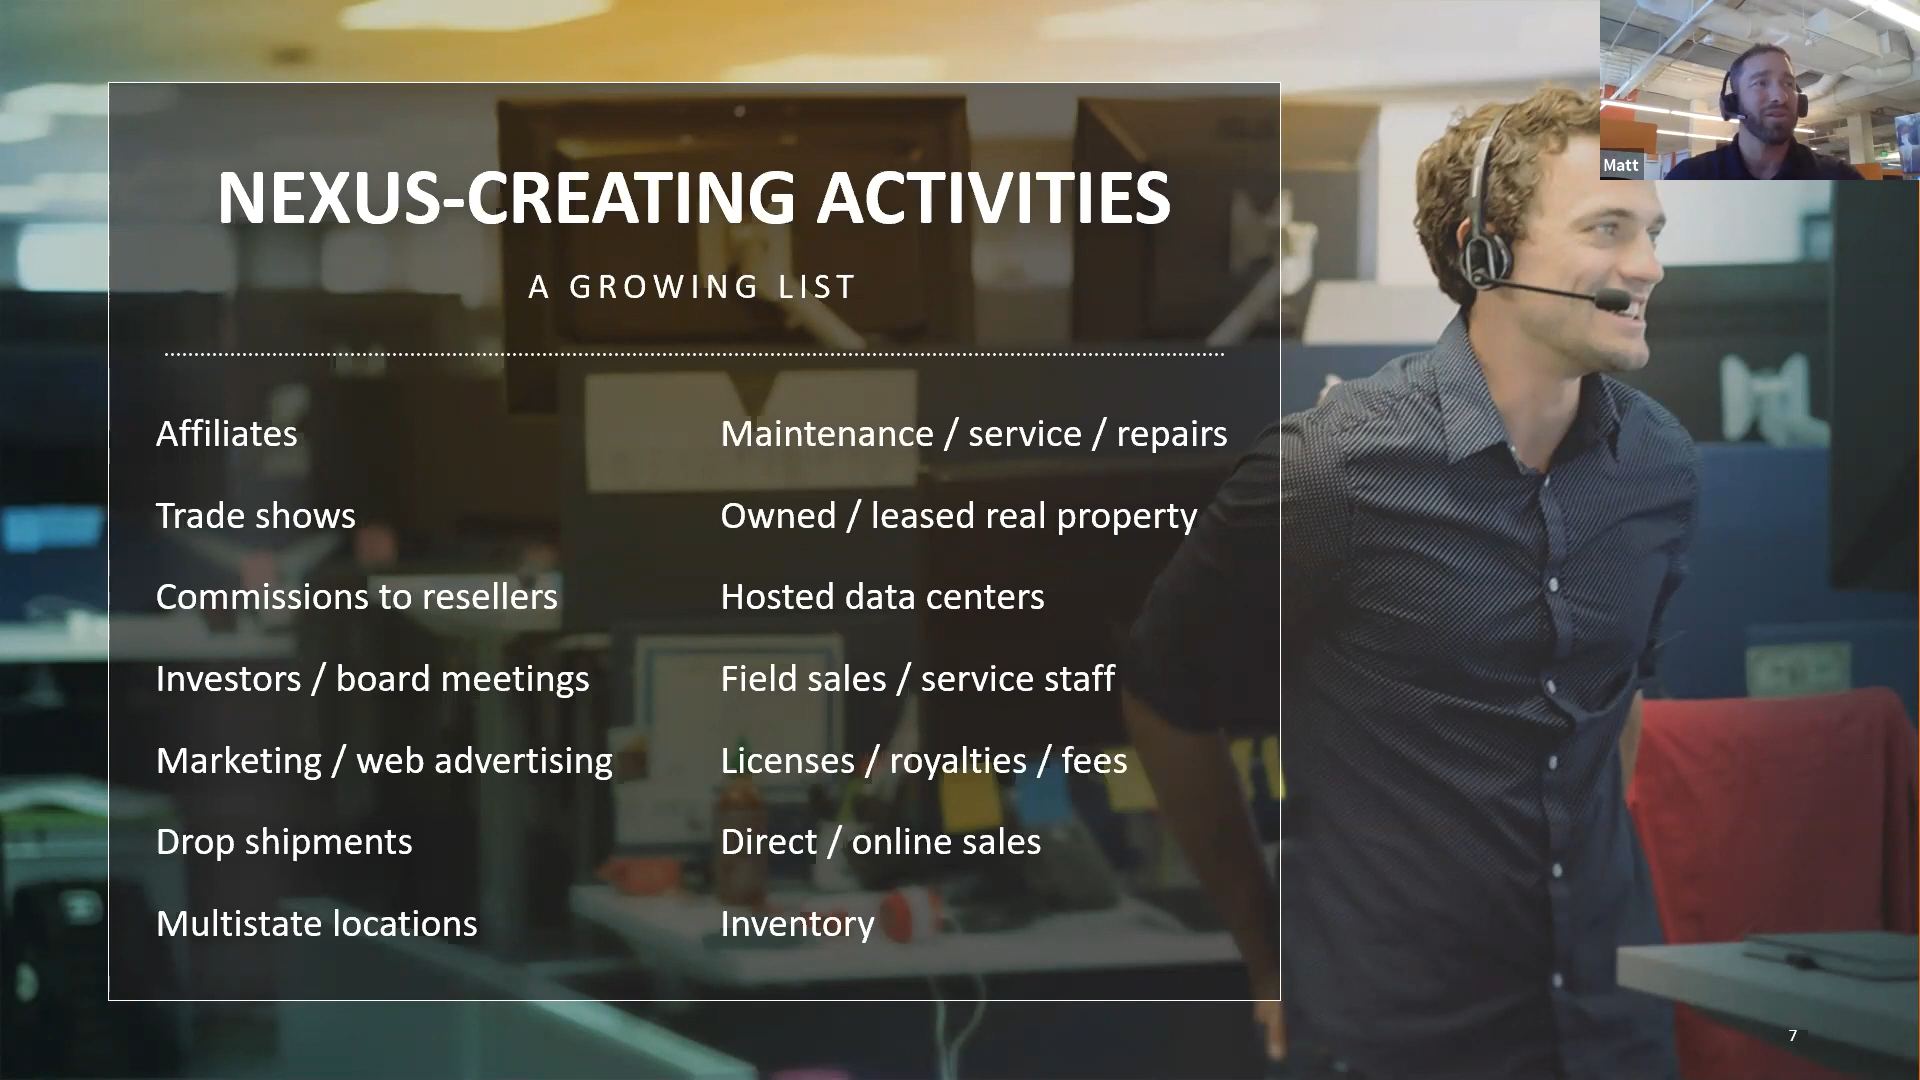 NEXUS-CREATING ACTIVITIES
A GROWING LIST
Affiliates
Trade shows
Commissions to resellers
Investors / board meetings
Marketing / web advertising
Drop shipments
Multistate locations
Maintenance / service / repairs
Owned / leased real property
Hosted data centers
Field sales / service staff
Licenses / royalties / fees
Direct / online sales
Inventory
Matt
7